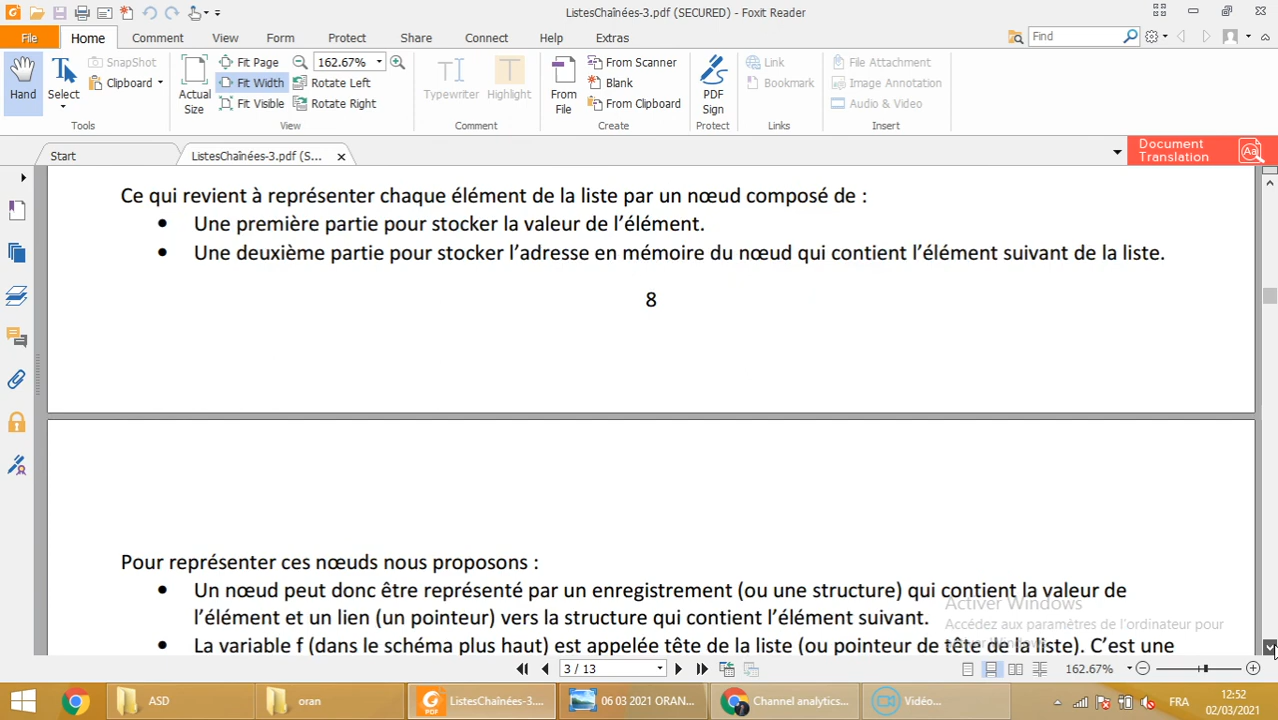 ListesChaînées-3.pdf (SECURED) - Foxit Reader
File Home Comment View Form Protect Share Connect Help Extras Find
Hand Select SnapShot Clipboard Actual Size Fit Page Fit Width Fit Visible 162.67% Rotate Left Rotate Right Typewriter Highlight From File From Scanner Blank From Clipboard PDF Sign Link Bookmark File Attachment Image Annotation Audio & Video
Tools View Comment Create Protect Links Insert
Start ListesChaînées-3.pdf (S... Document Translation
Ce qui revient à représenter chaque élément de la liste par un nœud composé de :
• Une première partie pour stocker la valeur de l'élément.
• Une deuxième partie pour stocker l'adresse en mémoire du nœud qui contient l'élément suivant de la liste.
8
Pour représenter ces nœuds nous proposons :
• Un nœud peut donc être représenté par un enregistrement (ou une structure) qui contient la valeur de
l'élément et un lien (un pointeur) vers la structure qui contient l'élément suivant.
• La variable f (dans le schéma plus haut) est appelée tête de la liste (ou pointeur de tête de la liste). C'est une
Activer Windows
Accédez aux paramètres de l'ordinateur pour
activer Windows.
3 / 13 162.67%
ASD oran ListesChaînées-3.... 06 03 2021 ORAN... Channel analytics... Vidéo... FRA 12:52
02/03/2021